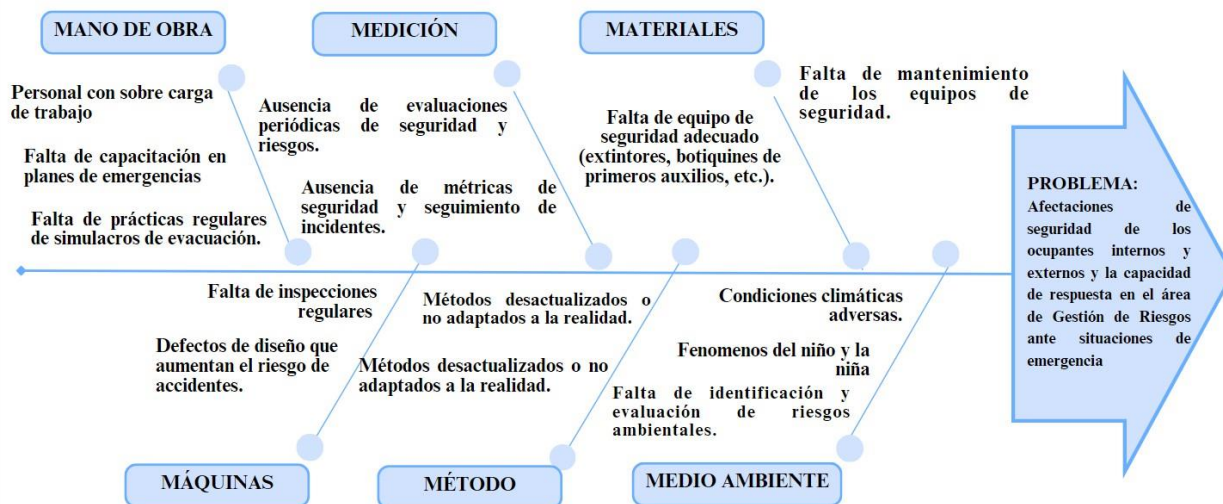 MANO DE OBRA
MEDICIÓN
MATERIALES
Personal con sobre carga
de trabajo
Falta de capacitación en
planes de emergencias
Falta de prácticas regulares
de simulacros de evacuación.
Ausencia de evaluaciones
periódicas de seguridad y
riesgos.
Ausencia de métricas de
seguridad y seguimiento de
incidentes.
Falta de equipo de
seguridad adecuado
(extintores, botiquines de
primeros auxilios, etc.).
Falta de mantenimiento
de los equipos de
seguridad.
PROBLEMA:
Afectaciones de
seguridad de los
ocupantes internos y
externos y la capacidad
de respuesta en el área
de Gestión de Riesgos
ante situaciones de
emergencia
Falta de inspecciones
regulares
Defectos de diseño que
aumentan el riesgo de
accidentes.
Métodos desactualizados o
no adaptados a la realidad.
Métodos desactualizados o no
adaptados a la realidad.
Condiciones climáticas
adversas.
Fenomenos del niño y la
niña
Falta de identificación y
evaluación de riesgos
ambientales.
MÁQUINAS
MÉTODO
MEDIO AMBIENTE